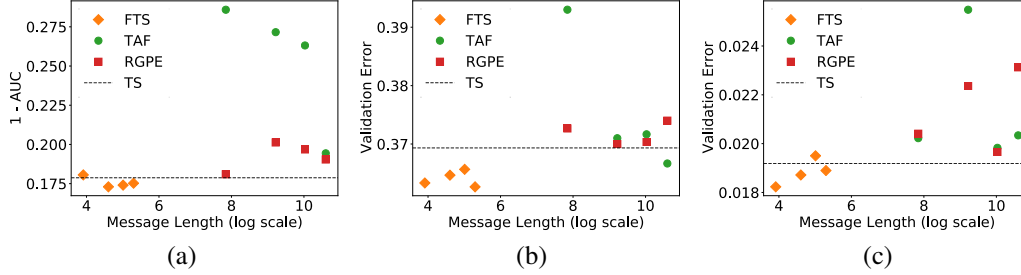 0.275
0.250
0.225
0.200
0.175
1 - AUC
FTS
TAF
RGPE
TS
4 6 8 10
Message Length (log scale)
(a)
0.39
0.38
0.37
Validation Error
FTS
TAF
RGPE
TS
4 6 8 10
Message Length (log scale)
(b)
0.024
0.022
0.020
0.018
Validation Error
FTS
TAF
RGPE
TS
4 6 8 10
Message Length (log scale)
(c)